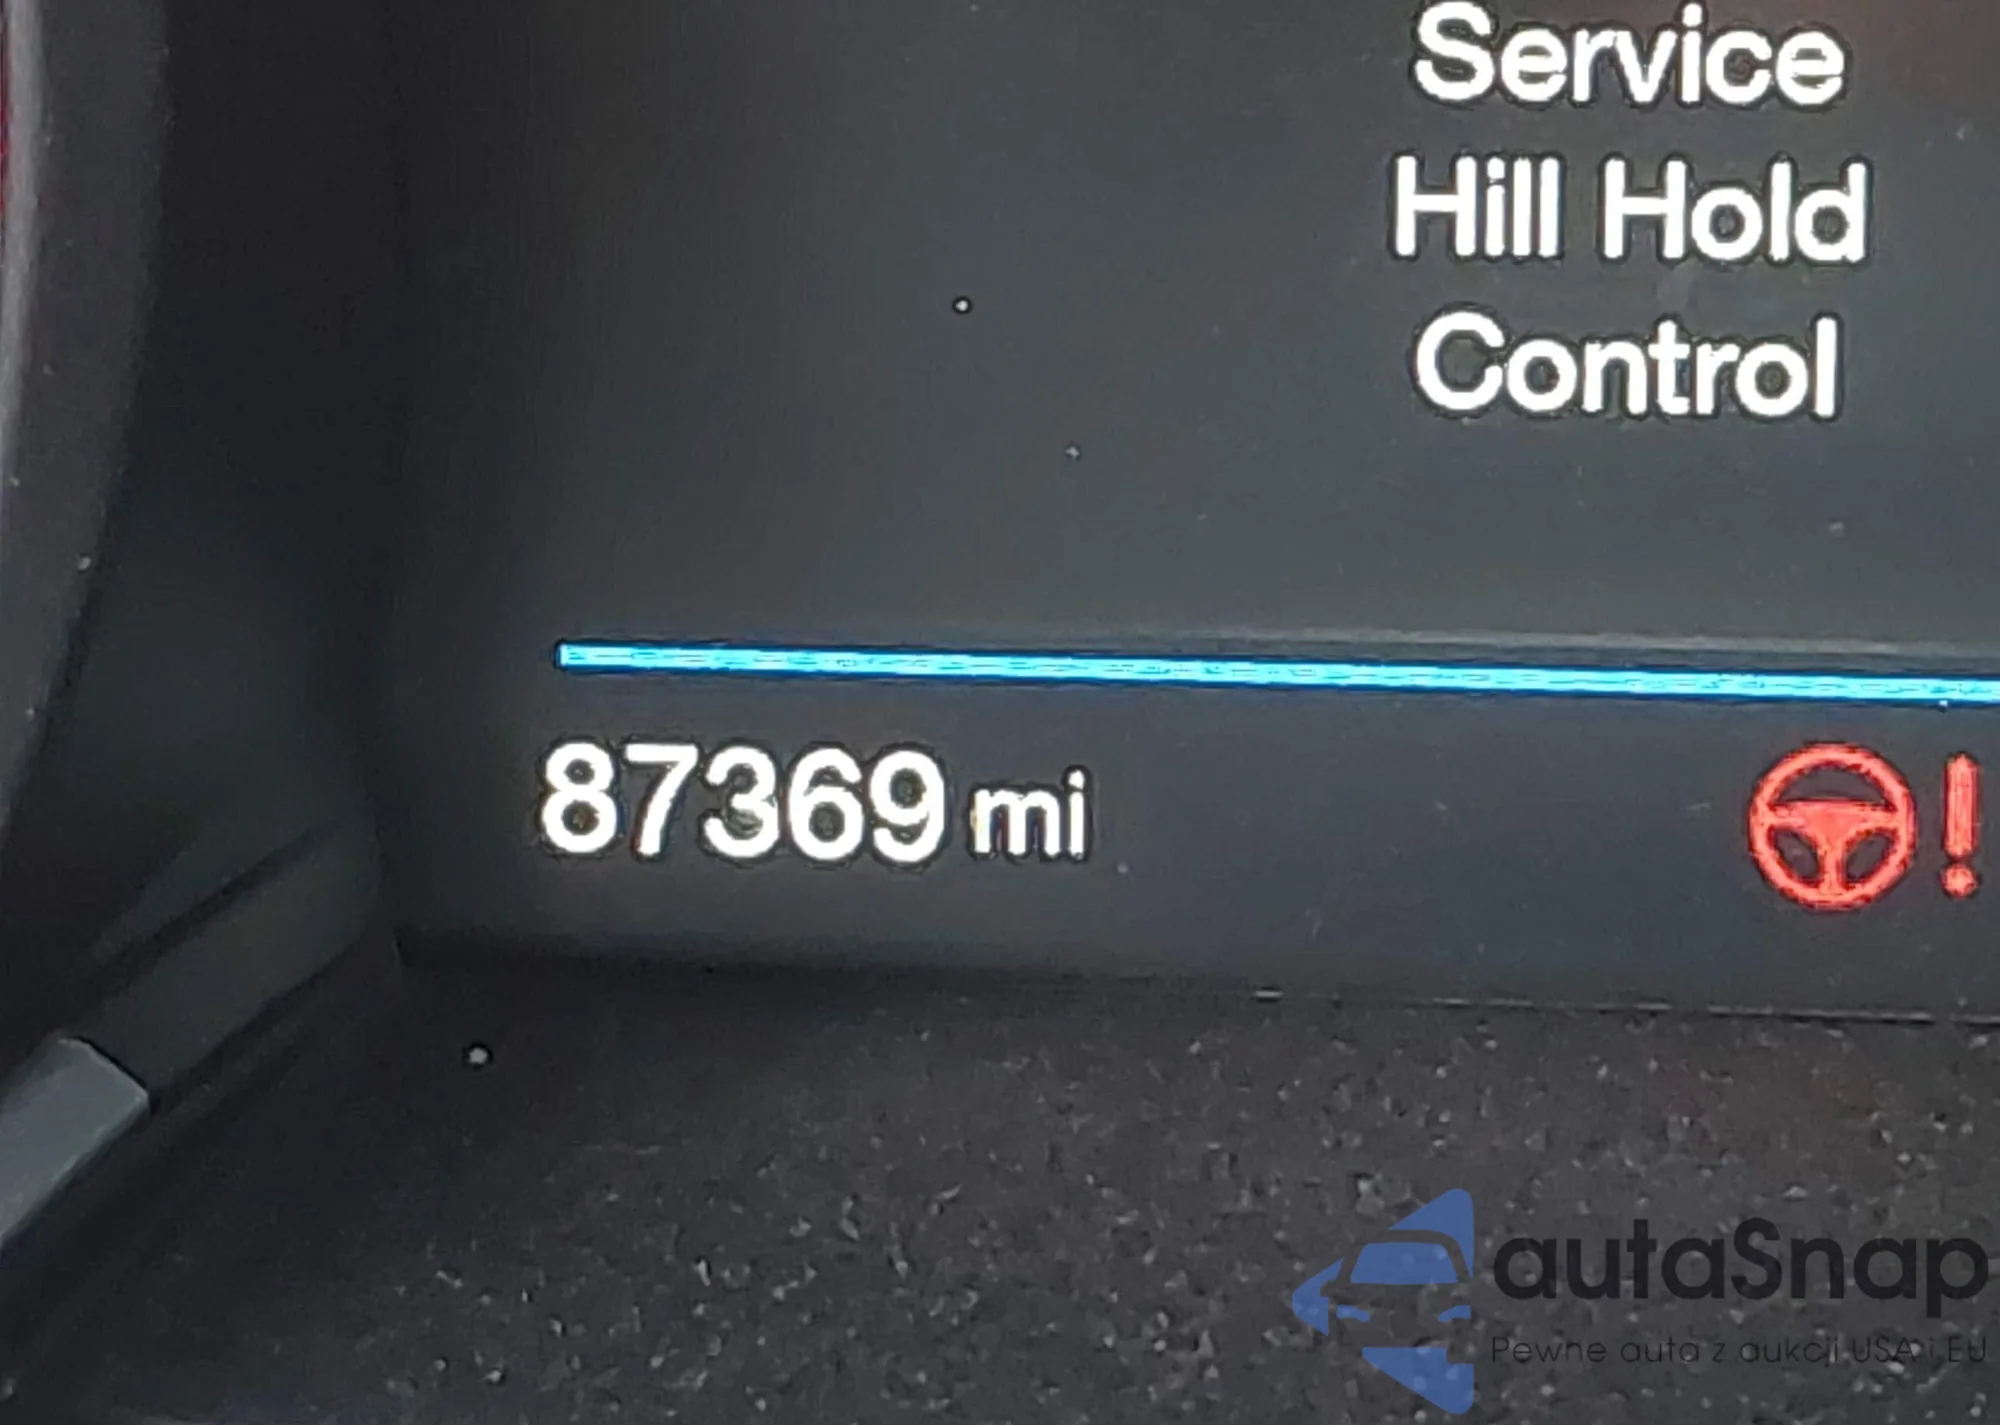 Service
Hill Hold
Control
87369 mi
!
autaSnap
Pewne auta z aukcji USA i EU